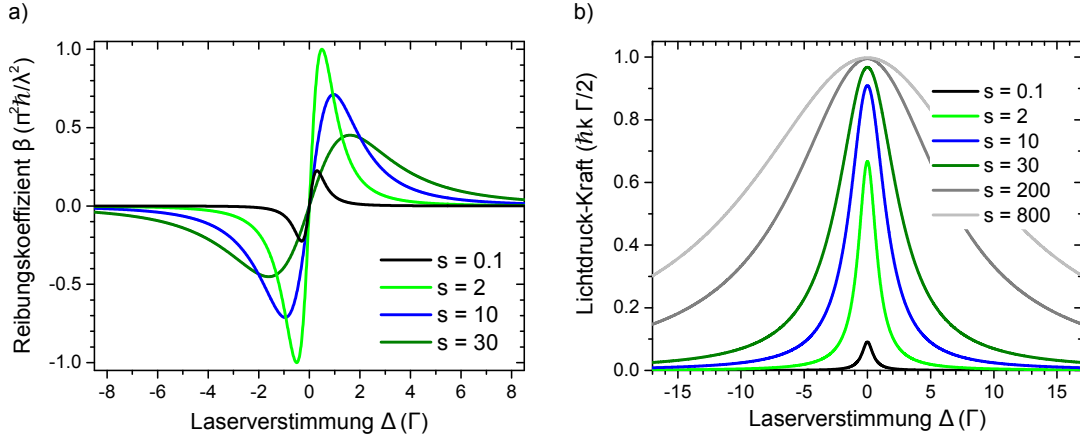 a)
Reibungskoeffizient β (π²ℏ/λ²)
1.0
0.5
0.0
-0.5
-1.0
s = 0.1
s = 2
s = 10
s = 30
-8 -6 -4 -2 0 2 4 6 8
Laserverstimmung Δ (Γ)
b)
Lichtdruck-Kraft (ℏk Γ/2)
1.0
0.8
0.6
0.4
0.2
0.0
s = 0.1
s = 2
s = 10
s = 30
s = 200
s = 800
-15 -10 -5 0 5 10 15
Laserverstimmung Δ (Γ)